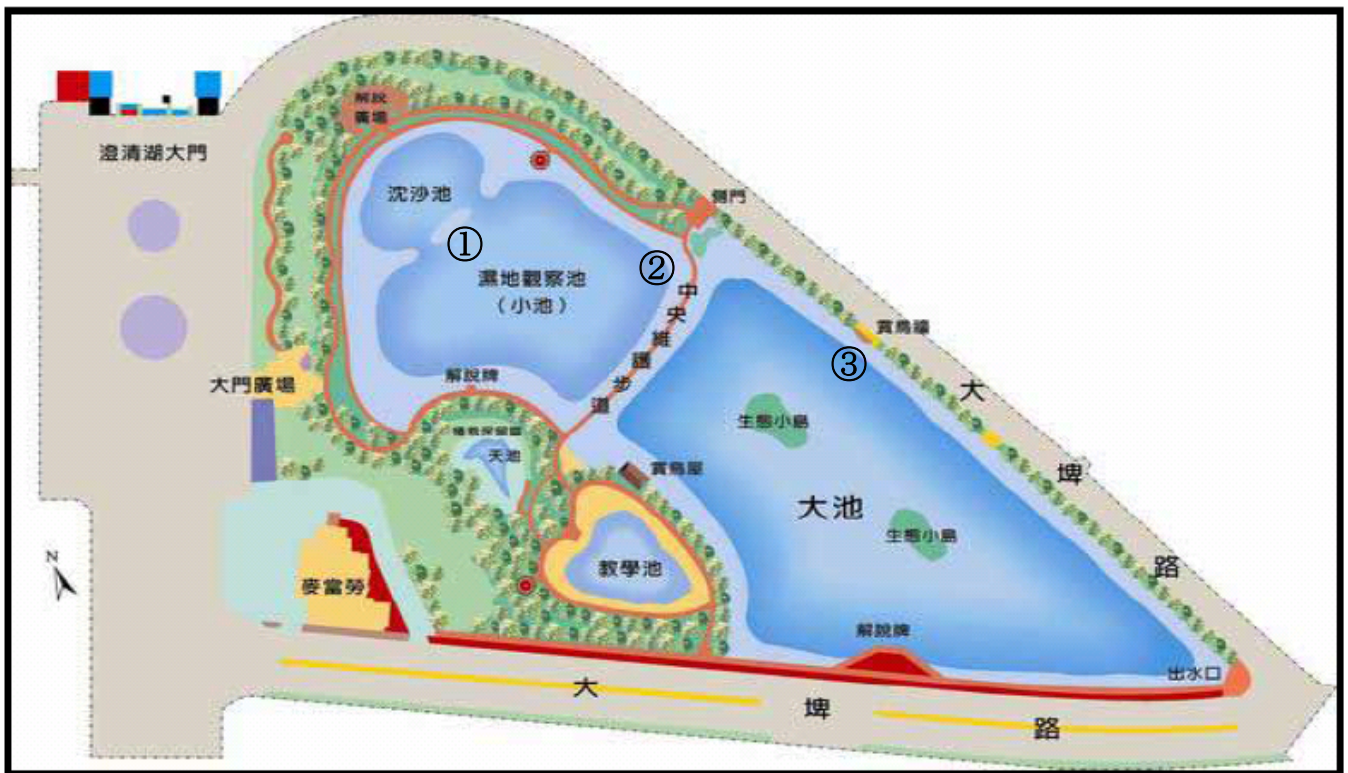 解說
廣場
澄清湖大門
沈沙池
側門
①
②
濕地觀察池
(小池)
中央維護步道
賞鳥牆
③
大門廣場
解說牌
大埤路
生態小島
天池
賞鳥屋
大池
生態小島
N
教學池
麥當勞
解說牌
出水口
大埤路